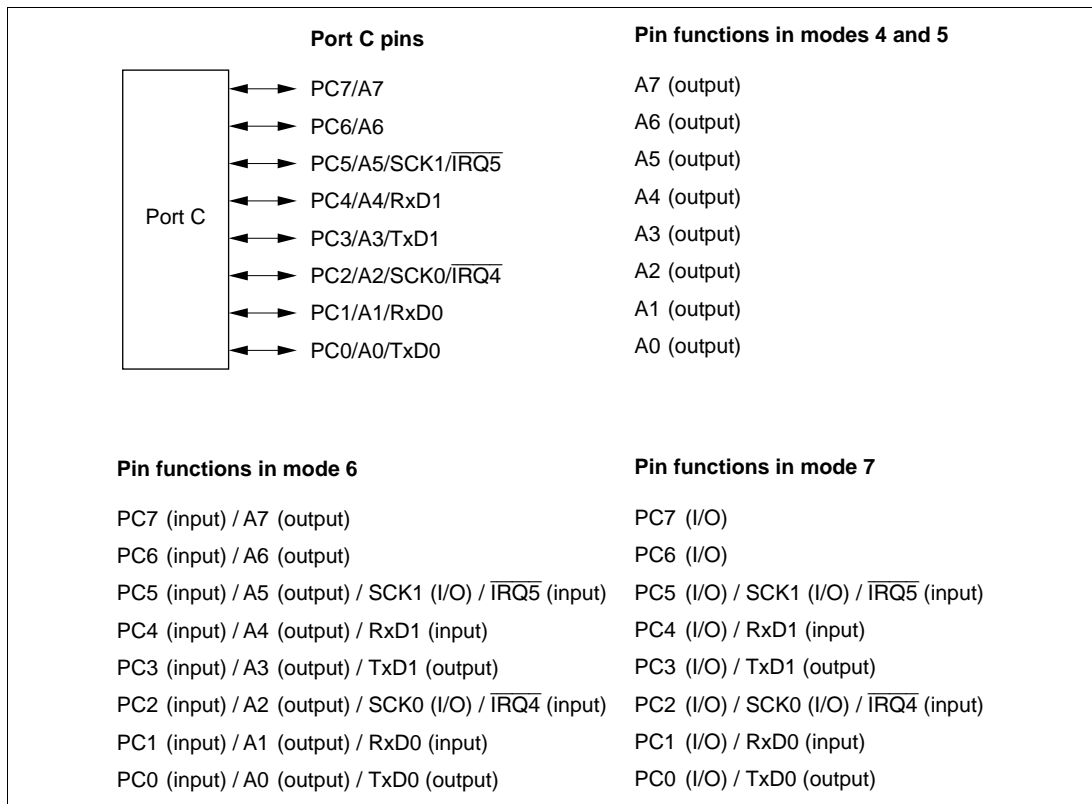 Port C pins
Pin functions in modes 4 and 5
Port C
PC7/A7
A7 (output)
PC6/A6
A6 (output)
PC5/A5/SCK1/I̅R̅Q̅5̅
A5 (output)
PC4/A4/RxD1
A4 (output)
PC3/A3/TxD1
A3 (output)
PC2/A2/SCK0/I̅R̅Q̅4̅
A2 (output)
PC1/A1/RxD0
A1 (output)
PC0/A0/TxD0
A0 (output)
Pin functions in mode 6
PC7 (input) / A7 (output)
PC6 (input) / A6 (output)
PC5 (input) / A5 (output) / SCK1 (I/O) / I̅R̅Q̅5̅ (input)
PC4 (input) / A4 (output) / RxD1 (input)
PC3 (input) / A3 (output) / TxD1 (output)
PC2 (input) / A2 (output) / SCK0 (I/O) / I̅R̅Q̅4̅ (input)
PC1 (input) / A1 (output) / RxD0 (input)
PC0 (input) / A0 (output) / TxD0 (output)
Pin functions in mode 7
PC7 (I/O)
PC6 (I/O)
PC5 (I/O) / SCK1 (I/O) / I̅R̅Q̅5̅ (input)
PC4 (I/O) / RxD1 (input)
PC3 (I/O) / TxD1 (output)
PC2 (I/O) / SCK0 (I/O) / I̅R̅Q̅4̅ (input)
PC1 (I/O) / RxD0 (input)
PC0 (I/O) / TxD0 (output)